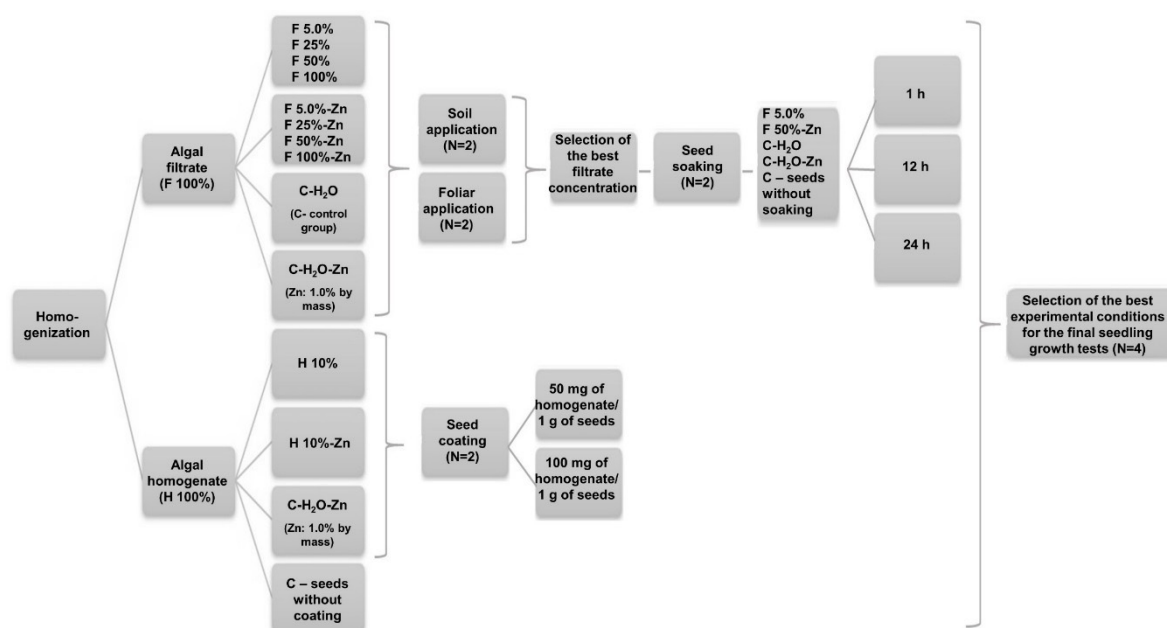 Homo-
genization
Algal
filtrate
(F 100%)
Algal
homogenate
(H 100%)
F 5.0%
F 25%
F 50%
F 100%
F 5.0%-Zn
F 25%-Zn
F 50%-Zn
F 100%-Zn
C-H₂O
(C- control
group)
C-H₂O-Zn
(Zn: 1.0% by
mass)
H 10%
H 10%-Zn
C-H₂O-Zn
(Zn: 1.0% by
mass)
C – seeds
without
coating
Soil
application
(N=2)
Foliar
application
(N=2)
Selection of
the best
filtrate
concentration
Seed
soaking
(N=2)
F 5.0%
F 50%-Zn
C-H₂O
C-H₂O-Zn
C – seeds
without
soaking
1 h
12 h
24 h
Seed
coating
(N=2)
50 mg of
homogenate/
1 g of seeds
100 mg of
homogenate/
1 g of seeds
Selection of the best
experimental conditions
for the final seedling
growth tests (N=4)